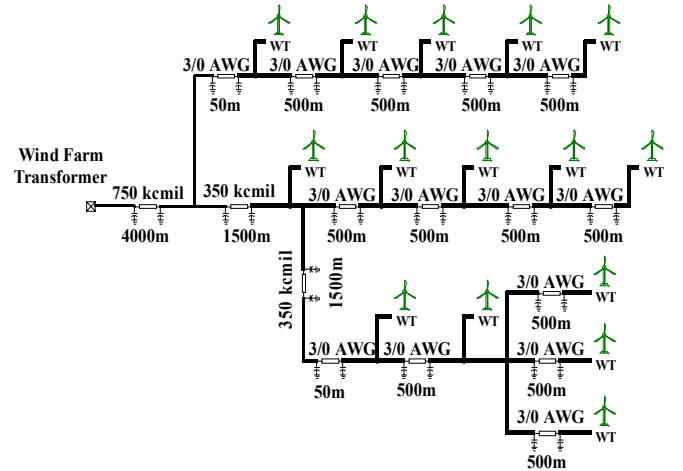 WT WT WT WT WT
3/0 AWG 3/0 AWG 3/0 AWG 3/0 AWG 3/0 AWG
50m 500m 500m 500m 500m
Wind Farm
Transformer
WT WT WT WT WT
750 kcmil 350 kcmil 3/0 AWG 3/0 AWG 3/0 AWG 3/0 AWG
4000m 1500m 500m 500m 500m 500m
350 kcmil
1500m
3/0 AWG
WT
500m
WT WT
3/0 AWG 3/0 AWG 3/0 AWG
WT
50m 500m 500m
3/0 AWG
WT
500m